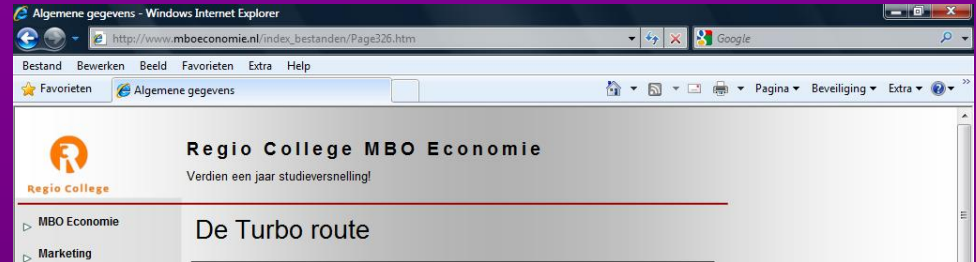 Algemene gegevens - Windows Internet Explorer
http://www.mboeconomie.nl/index_bestanden/Page326.htm
Google
Bestand Bewerken Beeld Favorieten Extra Help
Favorieten Algemene gegevens Pagina Beveiliging Extra
Regio College MBO Economie
Verdien een jaar studieversnelling!
Regio College
MBO Economie
De Turbo route
Marketing